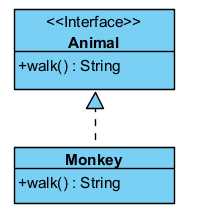 <<Interface>>
Animal
+walk() : String
Monkey
+walk() : String